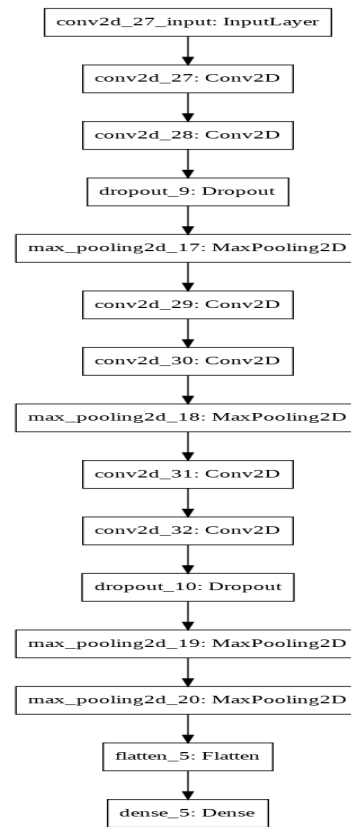 conv2d_27_input: InputLayer
conv2d_27: Conv2D
conv2d_28: Conv2D
dropout_9: Dropout
max_pooling2d_17: MaxPooling2D
conv2d_29: Conv2D
conv2d_30: Conv2D
max_pooling2d_18: MaxPooling2D
conv2d_31: Conv2D
conv2d_32: Conv2D
dropout_10: Dropout
max_pooling2d_19: MaxPooling2D
max_pooling2d_20: MaxPooling2D
flatten_5: Flatten
dense_5: Dense